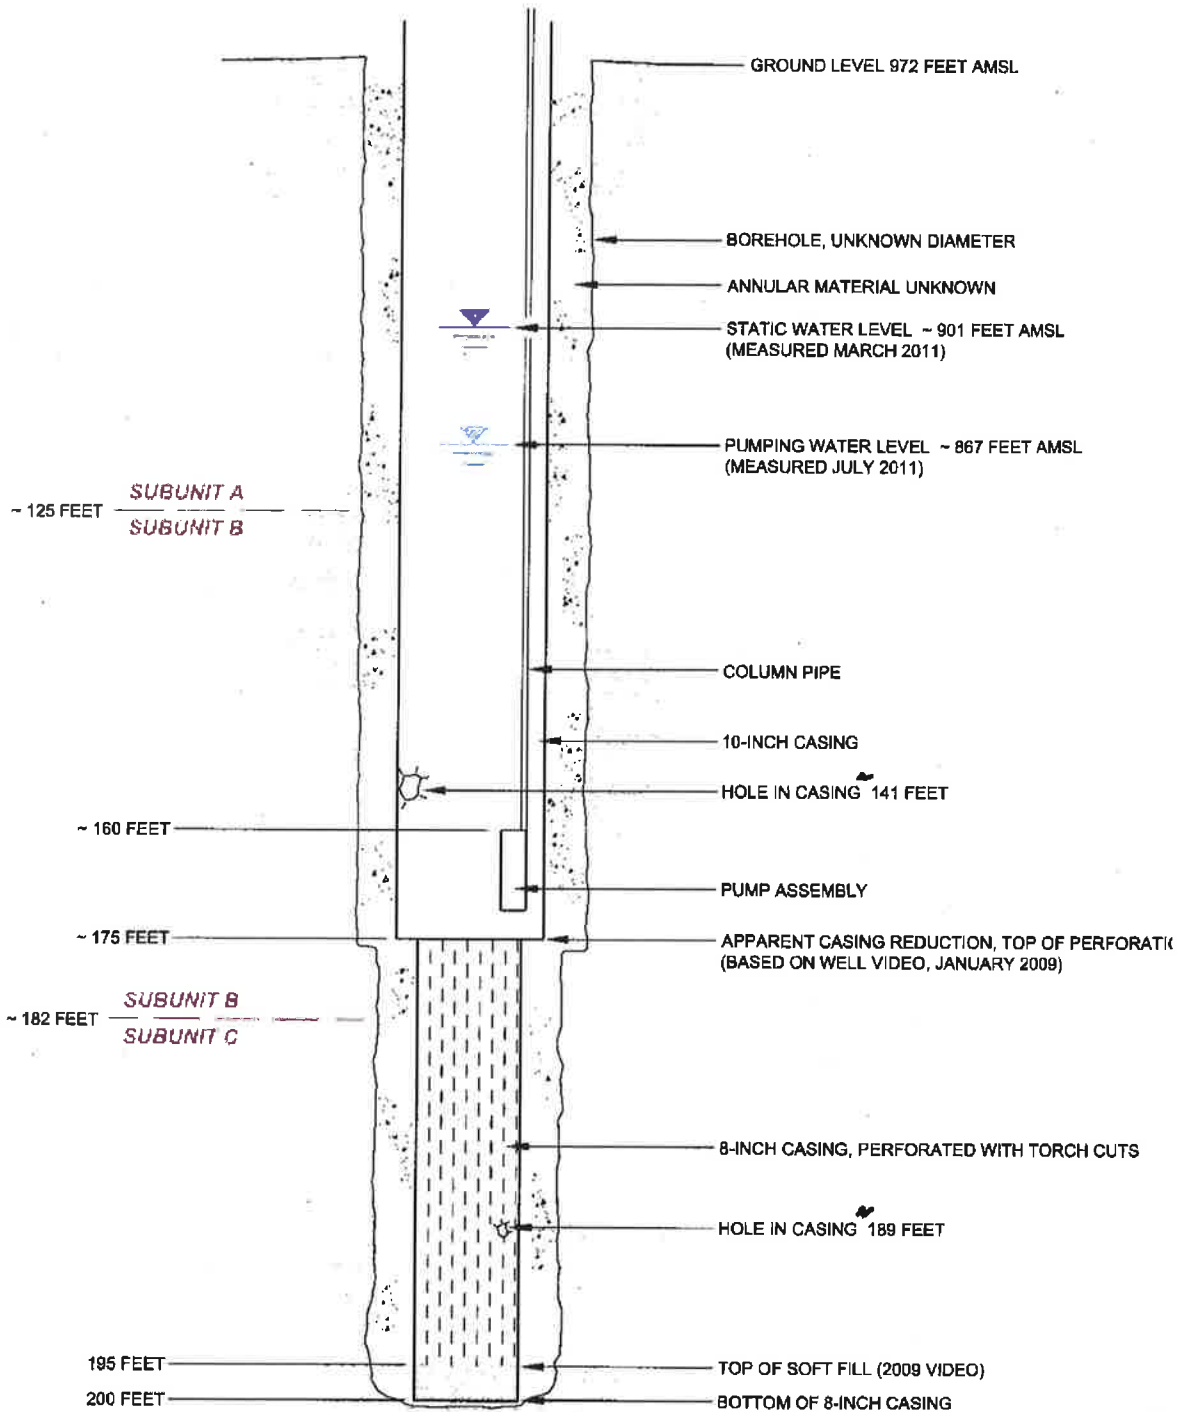 GROUND LEVEL 972 FEET AMSL
BOREHOLE, UNKNOWN DIAMETER
ANNULAR MATERIAL UNKNOWN
STATIC WATER LEVEL ~ 901 FEET AMSL
(MEASURED MARCH 2011)
PUMPING WATER LEVEL ~ 867 FEET AMSL
(MEASURED JULY 2011)
SUBUNIT A
~ 125 FEET
SUBUNIT B
COLUMN PIPE
10-INCH CASING
HOLE IN CASING ~ 141 FEET
~ 160 FEET
PUMP ASSEMBLY
~ 175 FEET
APPARENT CASING REDUCTION, TOP OF PERFORATI
(BASED ON WELL VIDEO, JANUARY 2009)
SUBUNIT B
~ 182 FEET
SUBUNIT C
8-INCH CASING, PERFORATED WITH TORCH CUTS
HOLE IN CASING ~ 189 FEET
195 FEET
TOP OF SOFT FILL (2009 VIDEO)
200 FEET
BOTTOM OF 8-INCH CASING